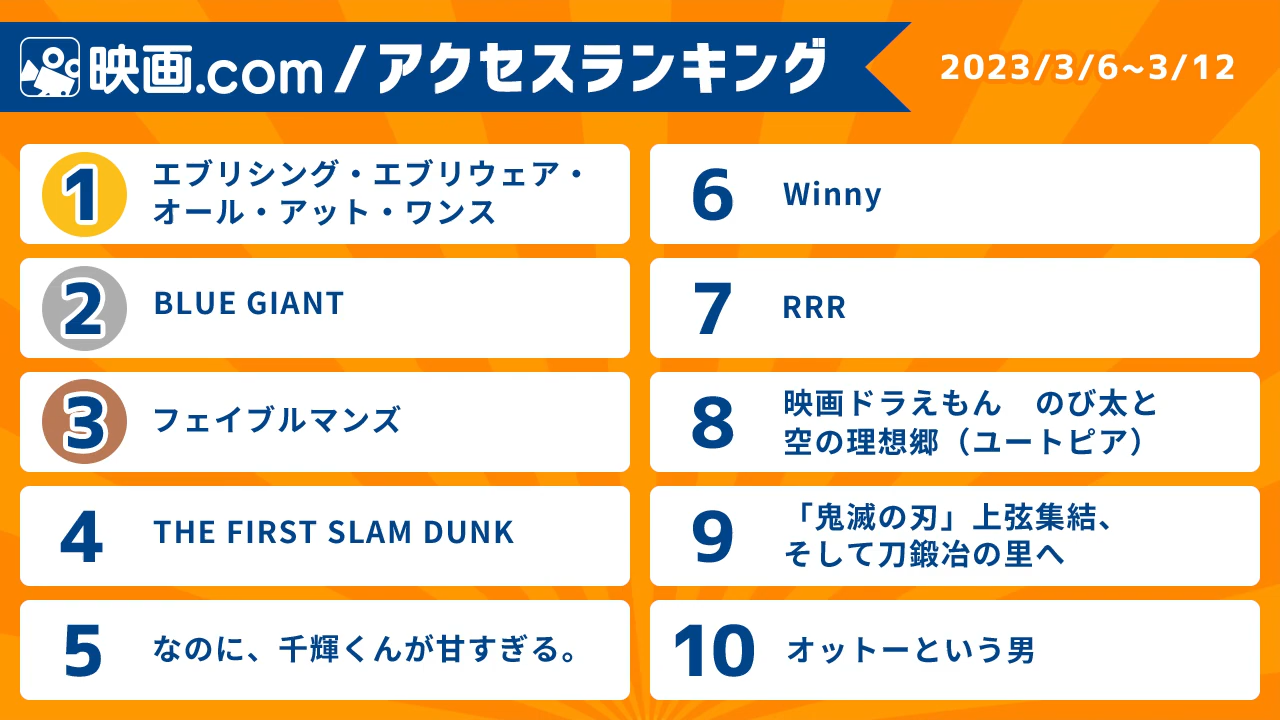 映画.com/アクセスランキング
2023/3/6~3/12
1
エブリシング・エブリウェア・
オール・アット・ワンス
2
BLUE GIANT
3
フェイブルマンズ
4
THE FIRST SLAM DUNK
5
なのに、千輝くんが甘すぎる。
6
Winny
7
RRR
8
映画ドラえもん　のび太と
空の理想郷（ユートピア）
9
「鬼滅の刃」上弦集結、
そして刀鍛冶の里へ
10
オットーという男